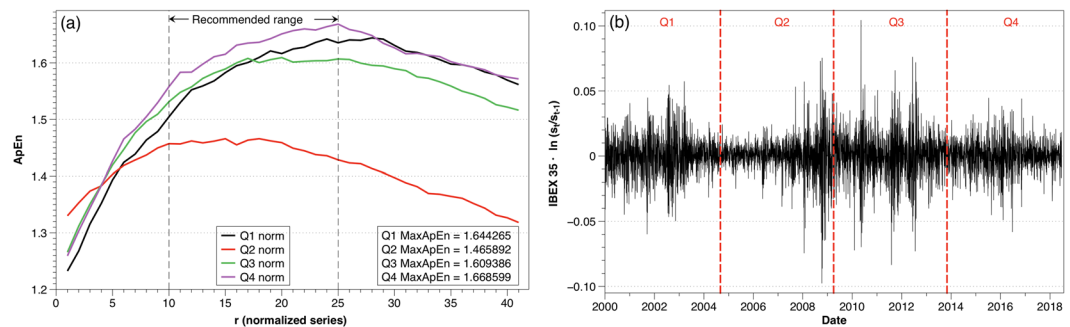 (a)
Recommended range
ApEn
1.6
1.5
1.4
1.3
1.2
Q1 norm
Q2 norm
Q3 norm
Q4 norm
Q1 MaxApEn = 1.644265
Q2 MaxApEn = 1.465892
Q3 MaxApEn = 1.609386
Q4 MaxApEn = 1.668599
0 5 10 15 20 25 30 35 40
r (normalized series)
(b)
Q1 Q2 Q3 Q4
IBEX 35 · ln (st/st-1)
0.10
0.05
0
−0.05
−0.10
2000 2002 2004 2006 2008 2010 2012 2014 2016 2018
Date